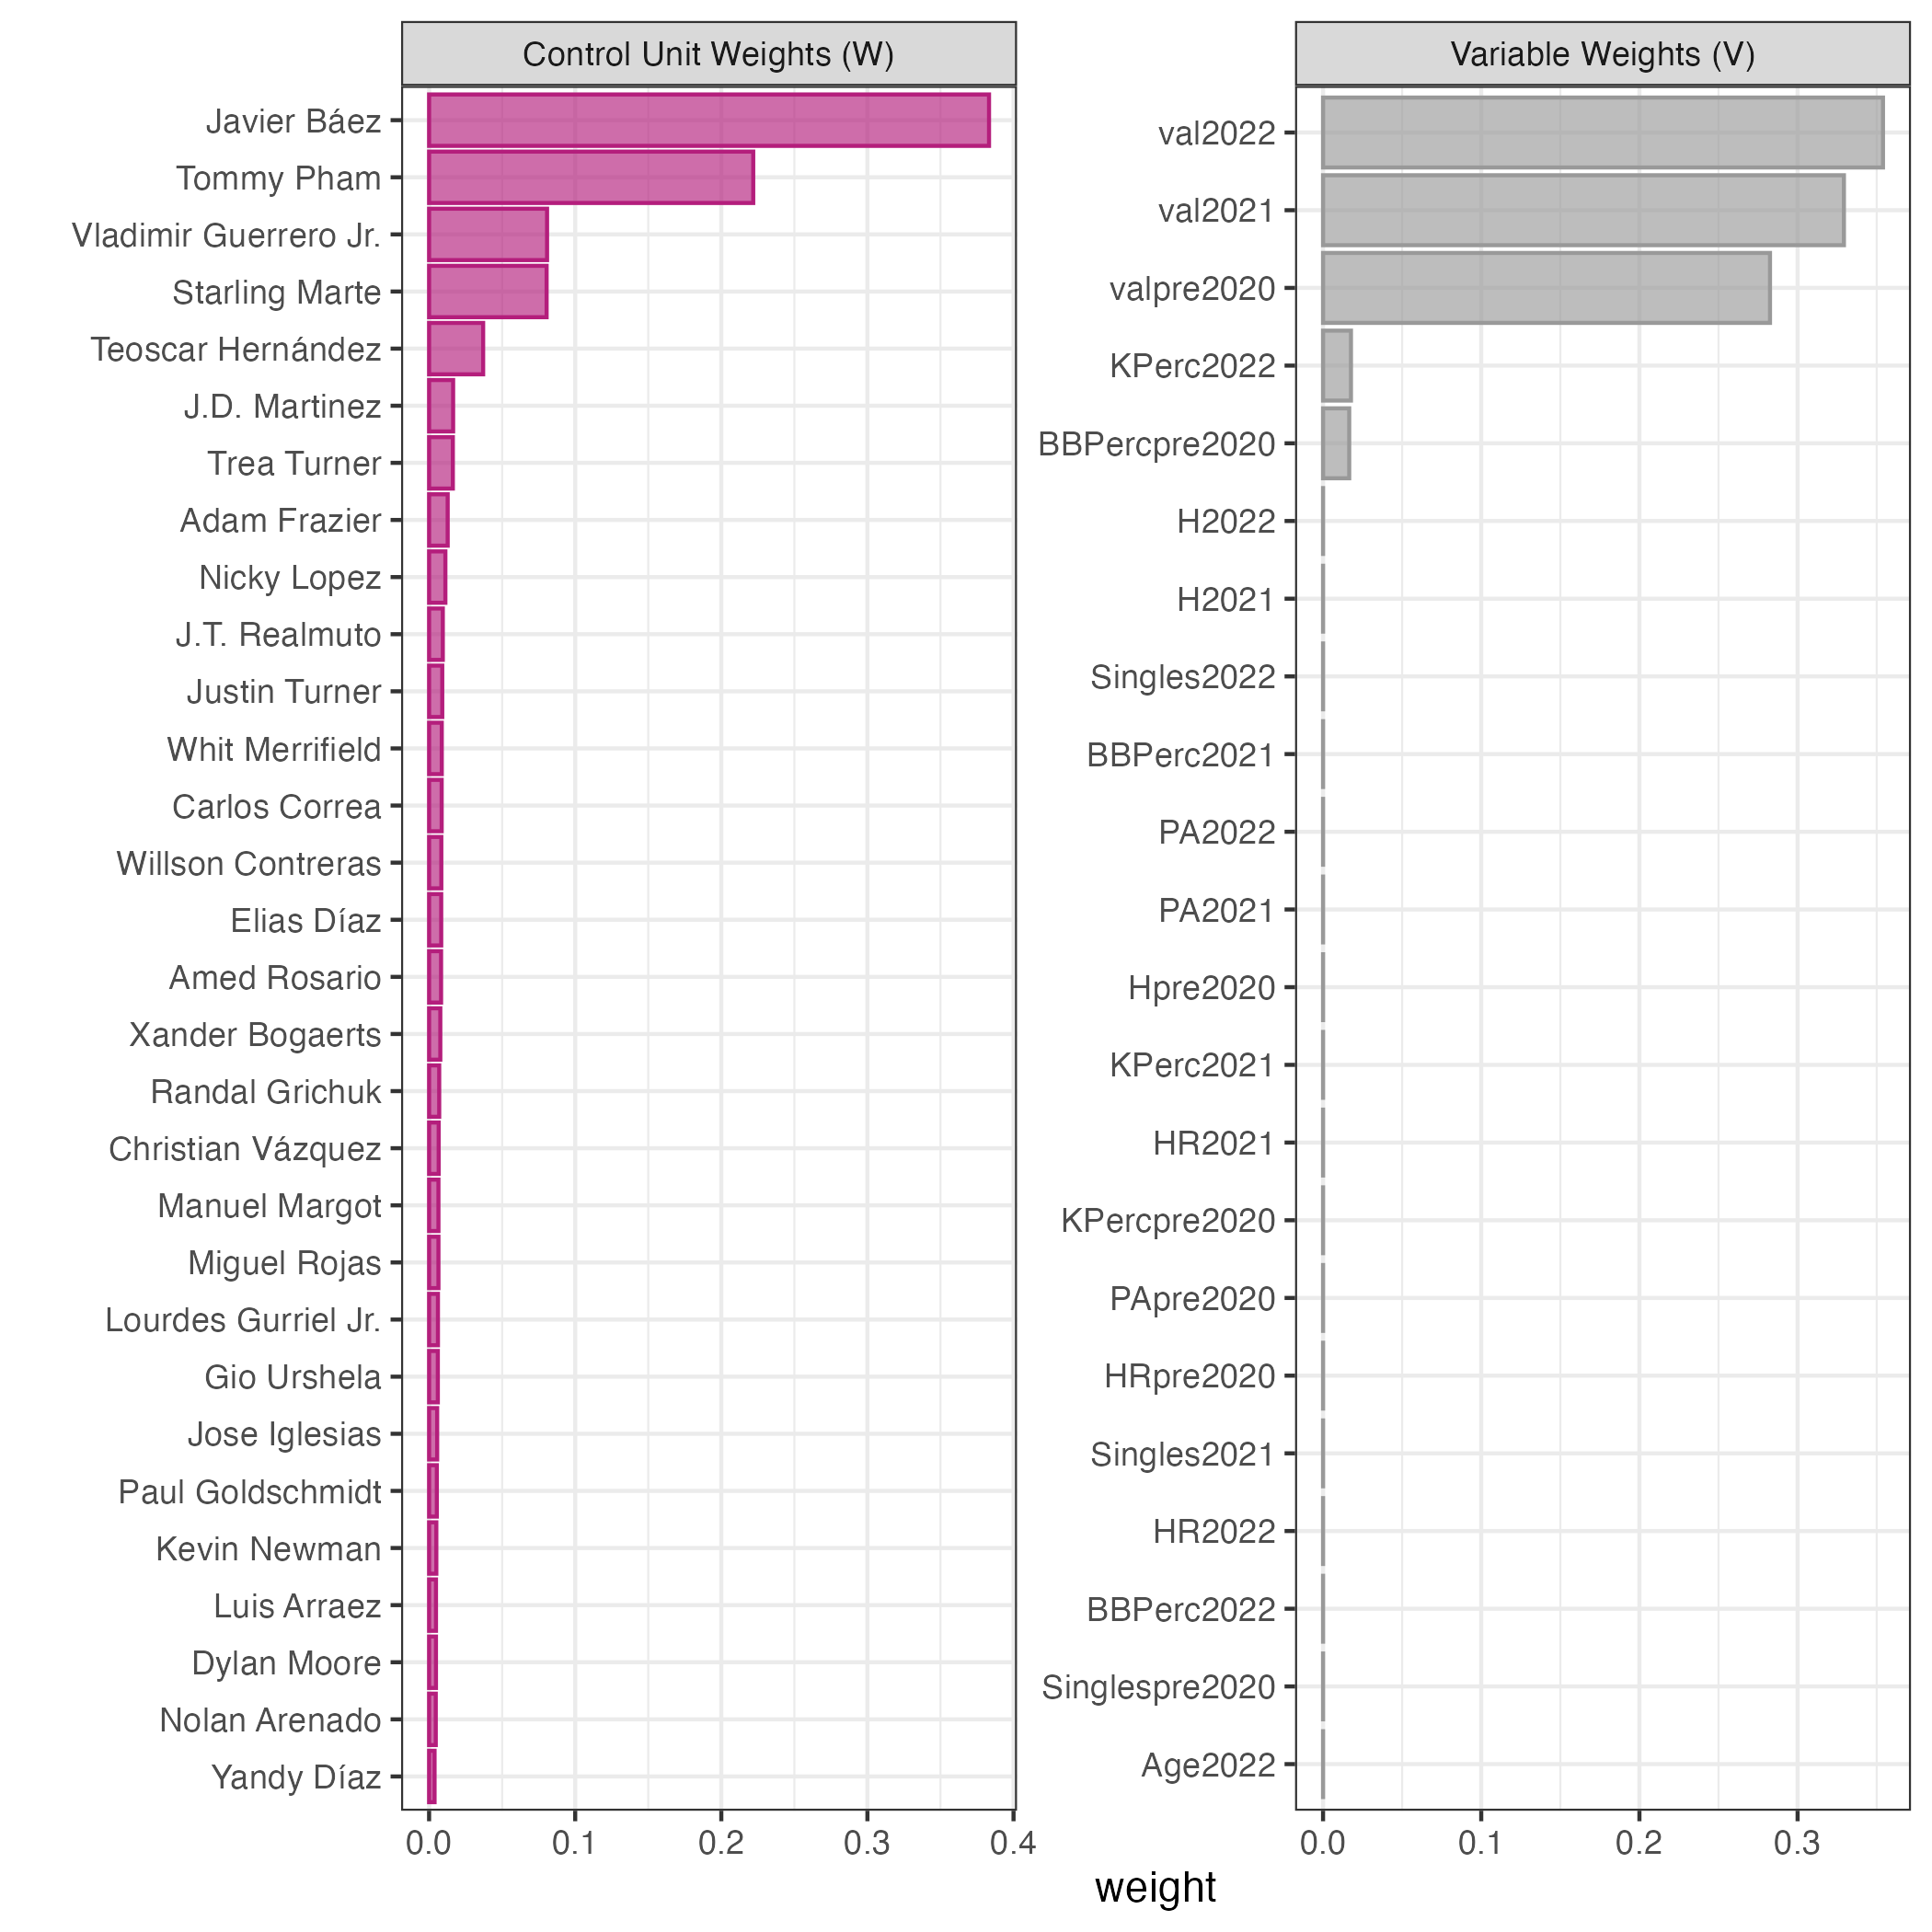 Control Unit Weights (W)
Javier Báez
Tommy Pham
Vladimir Guerrero Jr.
Starling Marte
Teoscar Hernández
J.D. Martinez
Trea Turner
Adam Frazier
Nicky Lopez
J.T. Realmuto
Justin Turner
Whit Merrifield
Carlos Correa
Willson Contreras
Elias Díaz
Amed Rosario
Xander Bogaerts
Randal Grichuk
Christian Vázquez
Manuel Margot
Miguel Rojas
Lourdes Gurriel Jr.
Gio Urshela
Jose Iglesias
Paul Goldschmidt
Kevin Newman
Luis Arraez
Dylan Moore
Nolan Arenado
Yandy Díaz
0.0 0.1 0.2 0.3 0.4
Variable Weights (V)
val2022
val2021
valpre2020
KPerc2022
BBPercpre2020
H2022
H2021
Singles2022
BBPerc2021
PA2022
PA2021
Hpre2020
KPerc2021
HR2021
KPercpre2020
PApre2020
HRpre2020
Singles2021
HR2022
BBPerc2022
Singlespre2020
Age2022
0.0 0.1 0.2 0.3
weight